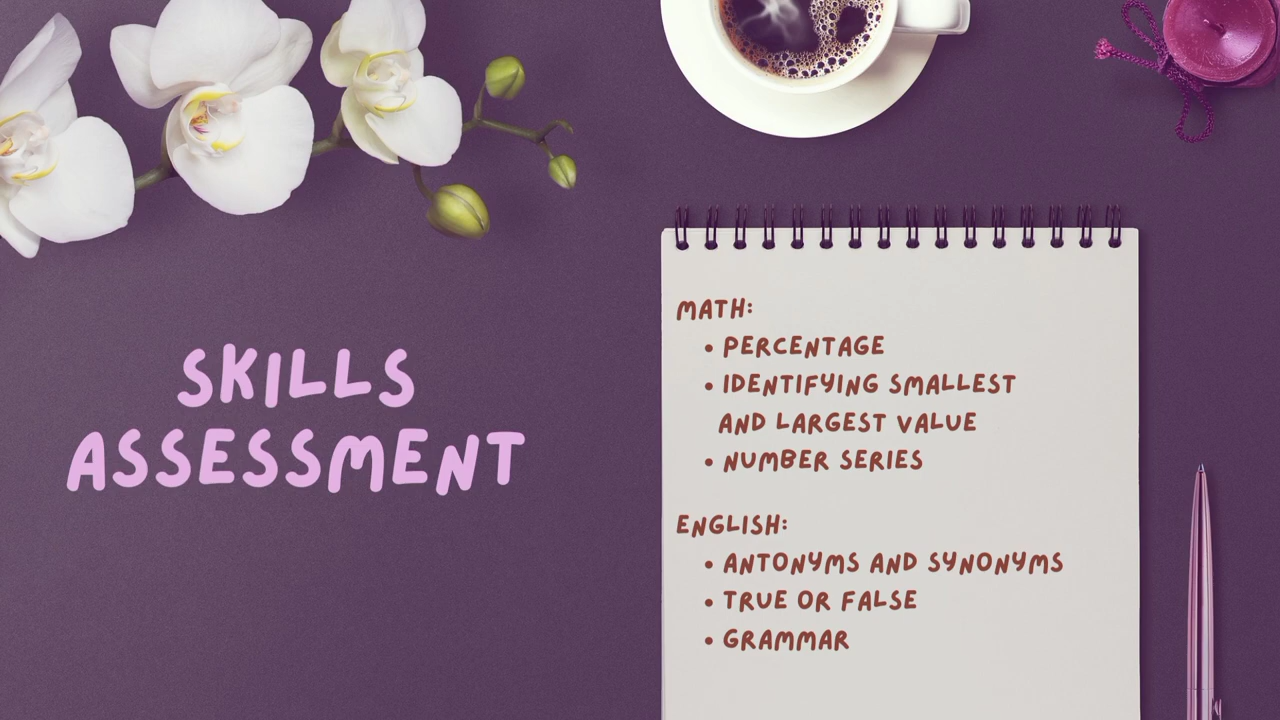 SKILLS
ASSESSMENT
MATH:
• PERCENTAGE
• IDENTIFYING SMALLEST
AND LARGEST VALUE
• NUMBER SERIES
ENGLISH:
• ANTONYMS AND SYNONYMS
• TRUE OR FALSE
• GRAMMAR